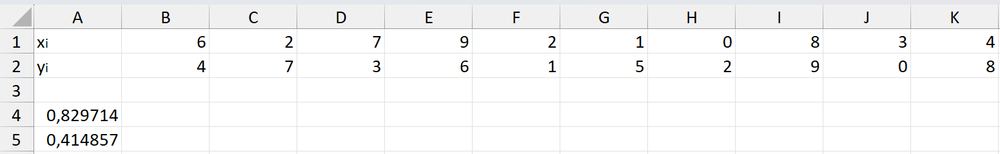 A B C D E F G H I J K
1 xi 6 2 7 9 2 1 0 8 3 4
2 yi 4 7 3 6 1 5 2 9 0 8
3
4 0,829714
5 0,414857